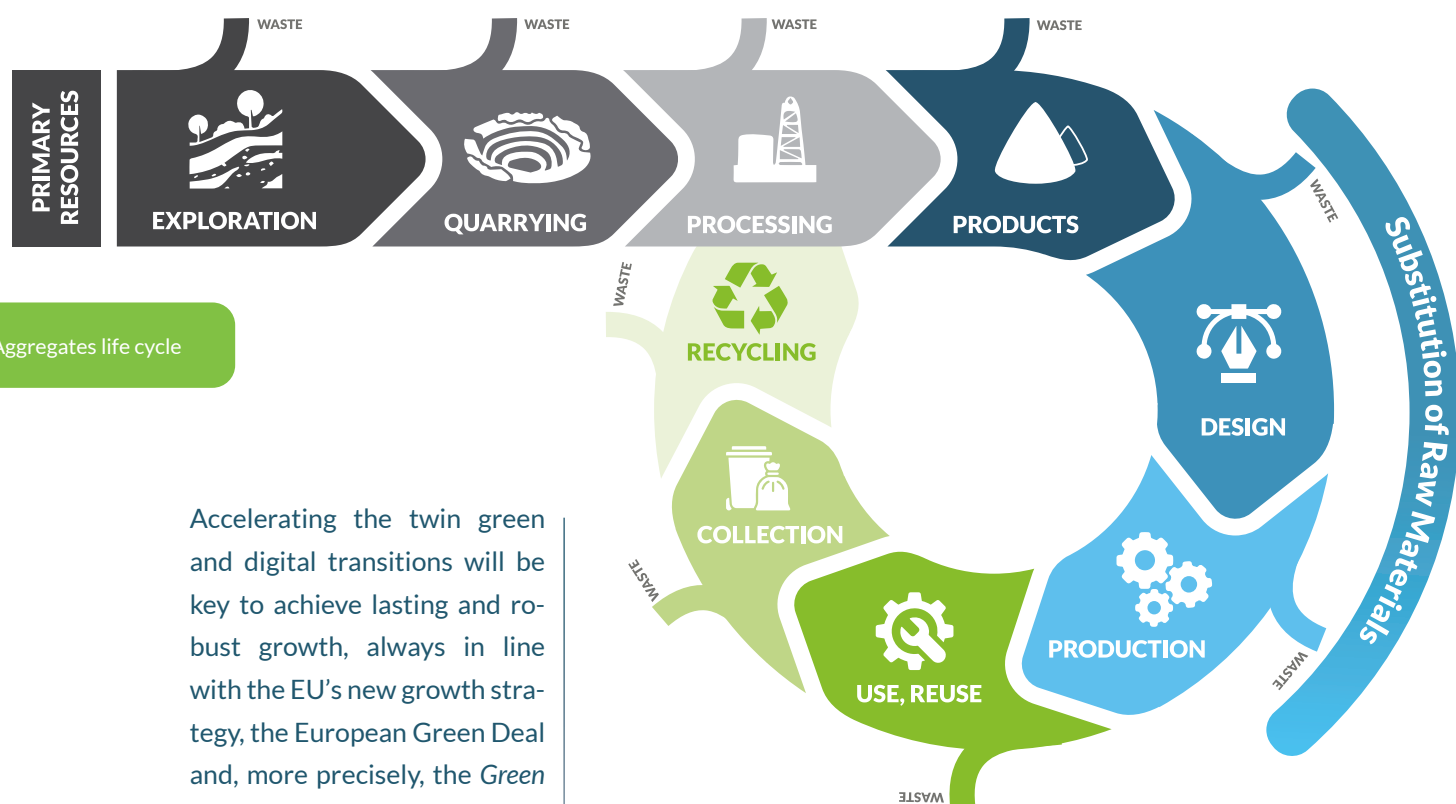 WASTE
WASTE
WASTE
WASTE
PRIMARY
RESOURCES
EXPLORATION
QUARRYING
PROCESSING
PRODUCTS
WASTE
Substitution of Raw Materials
DESIGN
WASTE
RECYCLING
Aggregates life cycle
COLLECTION
WASTE
PRODUCTION
WASTE
USE, REUSE
WASTE
Accelerating the twin green
and digital transitions will be
key to achieve lasting and ro-
bust growth, always in line
with the EU's new growth stra-
tegy, the European Green Deal
and, more precisely, the Green